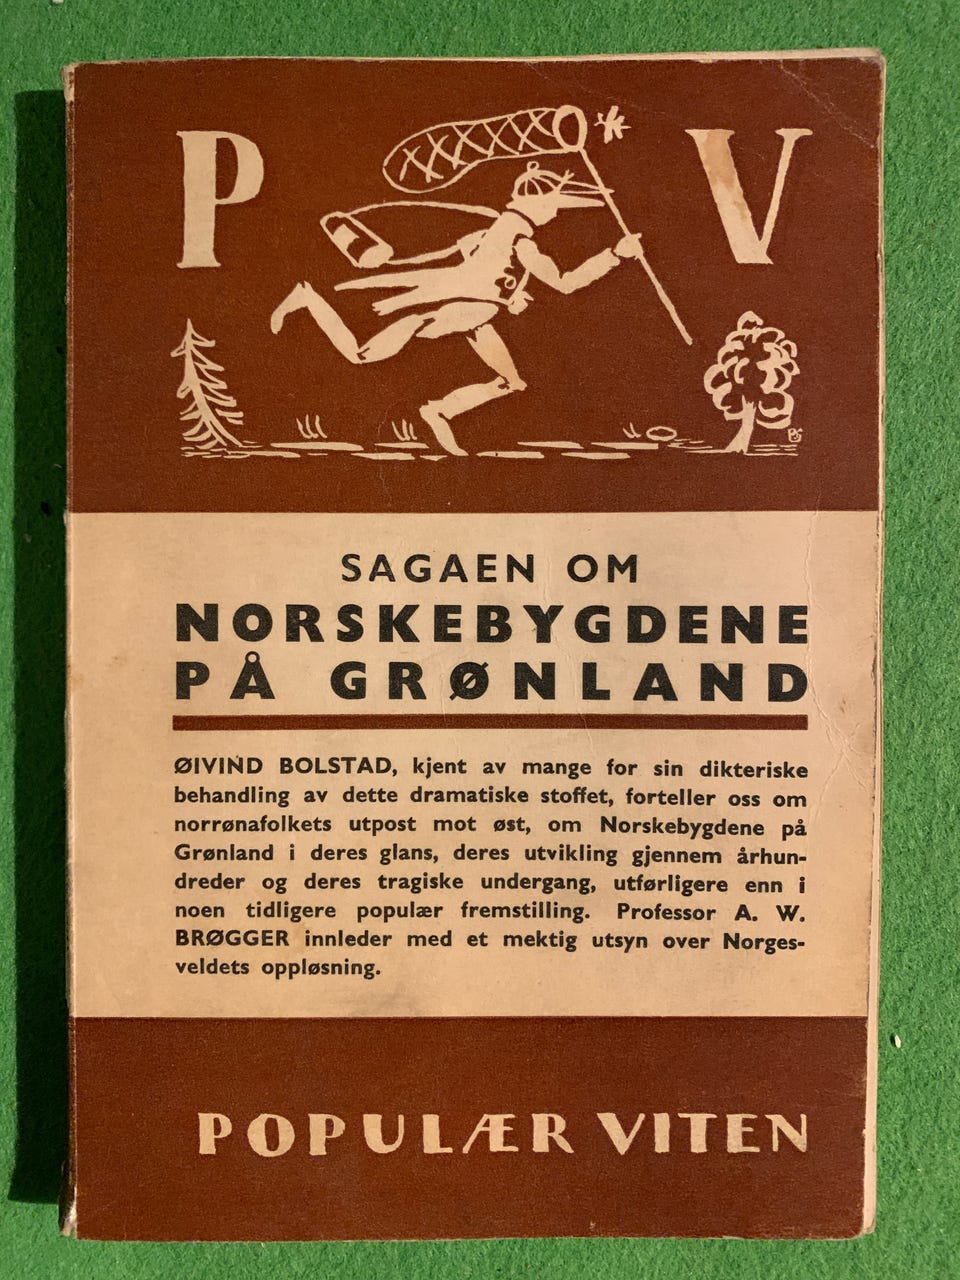 P V
SAGAEN OM
NORSKEBYGDENE
PÅ GRØNLAND
ØIVIND BOLSTAD, kjent av mange for sin dikteriske
behandling av dette dramatiske stoffet, forteller oss om
norrønafolkets utpost mot øst, om Norskebygdene på
Grønland i deres glans, deres utvikling gjennem århun-
dreder og deres tragiske undergang, utførligere enn i
noen tidligere populær fremstilling. Professor A. W.
BRØGGER innleder med et mektig utsyn over Norges-
veldets oppløsning.
POPULÆR VITEN